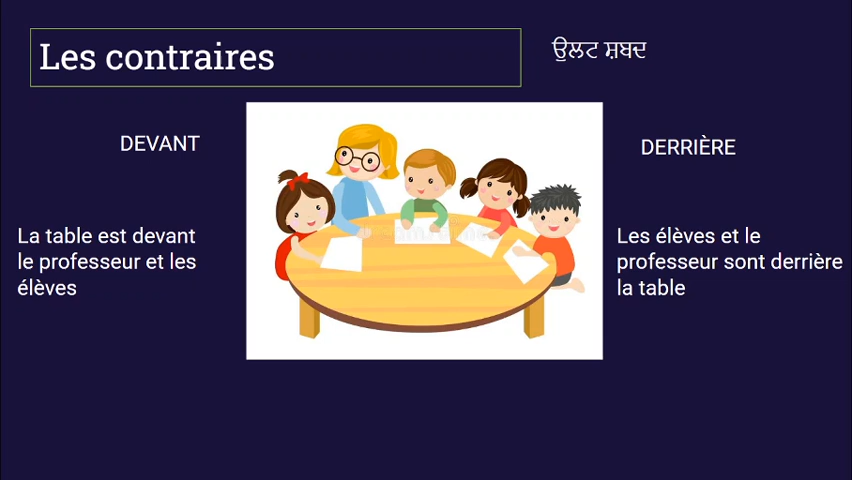 Les contraires
ਉਲਟ ਸ਼ਬਦ
DEVANT
DERRIÈRE
La table est devant
le professeur et les
élèves
Les élèves et le
professeur sont derrière
la table